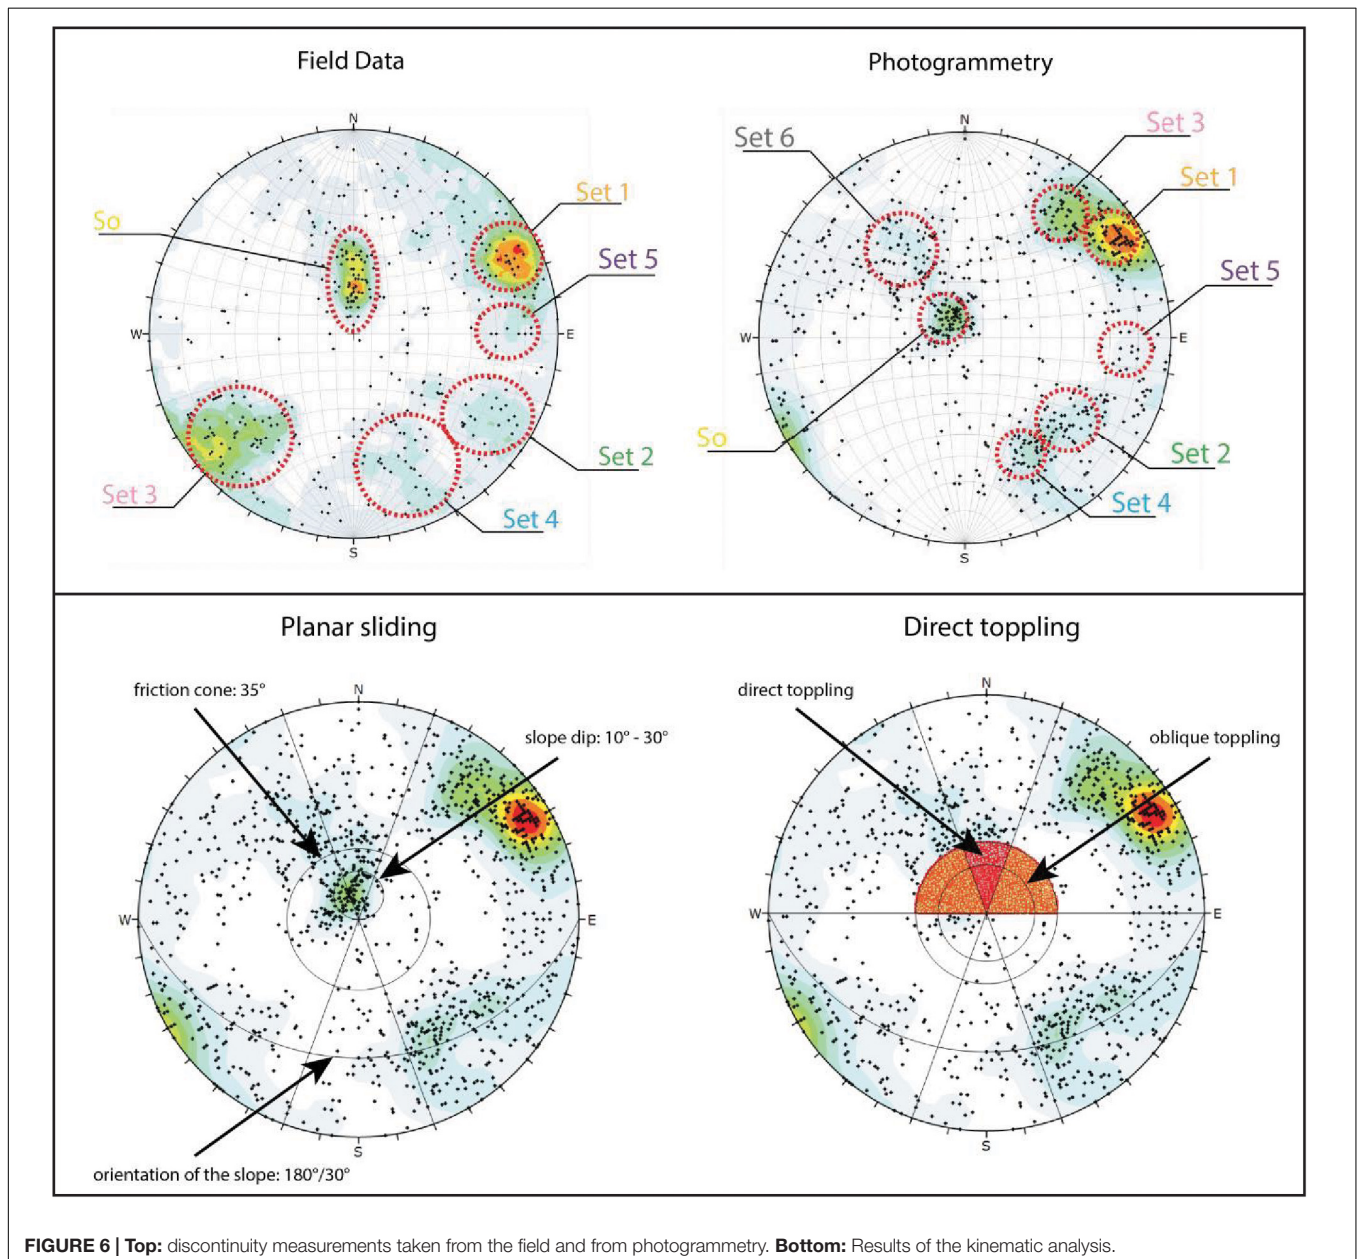 Field Data
Photogrammetry
N
Set 1
So
Set 5
W
E
Set 2
Set 3
Set 4
S
N
Set 3
Set 6
Set 1
Set 5
W
E
So
Set 2
Set 4
S
Planar sliding
Direct toppling
friction cone: 35°
N
slope dip: 10° - 30°
W
E
S
orientation of the slope: 180°/30°
direct toppling
N
oblique toppling
W
E
S
FIGURE 6 | Top: discontinuity measurements taken from the field and from photogrammetry. Bottom: Results of the kinematic analysis.